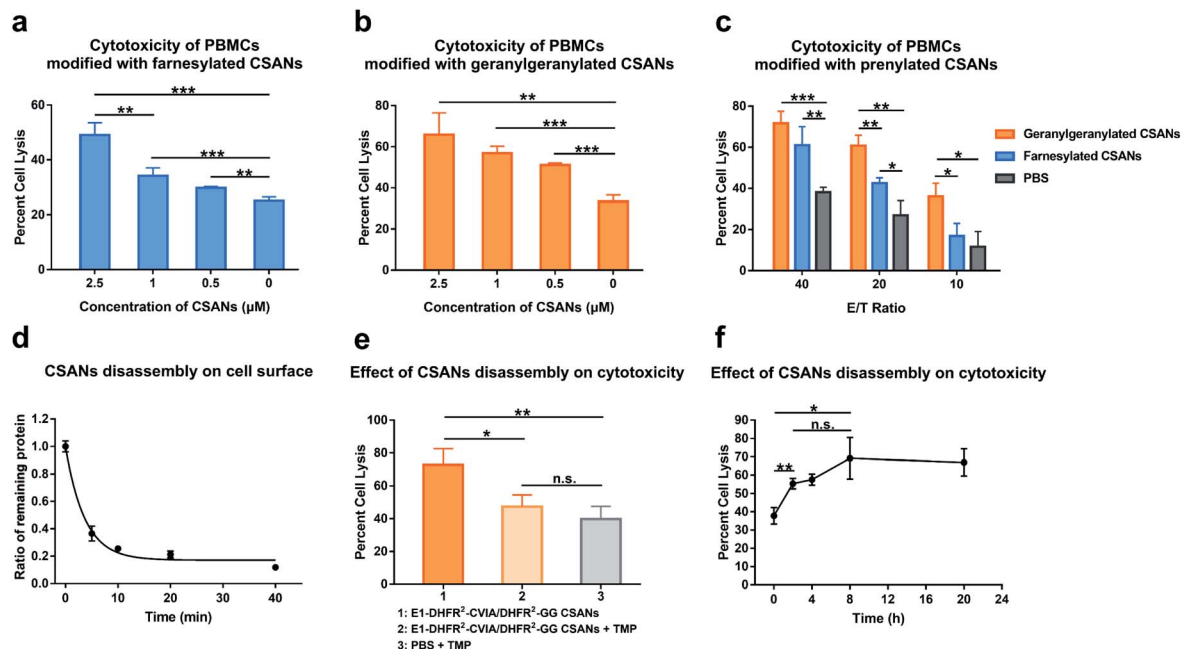 a
Cytotoxicity of PBMCs
modified with farnesylated CSANs
Percent Cell Lysis
60
40
20
0
***
**
***
**
2.5 1 0.5 0
Concentration of CSANs (μM)
b
Cytotoxicity of PBMCs
modified with geranylgeranylated CSANs
Percent Cell Lysis
80
60
40
20
0
**
***
***
2.5 1 0.5 0
Concentration of CSANs (μM)
c
Cytotoxicity of PBMCs
modified with prenylated CSANs
Percent Cell Lysis
80
60
40
20
0
***
**
**
**
*
*
*
40 20 10
E/T Ratio
Geranylgeranylated CSANs
Farnesylated CSANs
PBS
d
CSANs disassembly on cell surface
Ratio of remaining protein
1.2
1.0
0.8
0.6
0.4
0.2
0.0
0 10 20 30 40
Time (min)
e
Effect of CSANs disassembly on cytotoxicity
Percent Cell Lysis
100
80
60
40
20
0
**
*
n.s.
1 2 3
1: E1-DHFR²-CVIA/DHFR²-GG CSANs
2: E1-DHFR²-CVIA/DHFR²-GG CSANs + TMP
3: PBS + TMP
f
Effect of CSANs disassembly on cytotoxicity
Percent Cell Lysis
90
80
70
60
50
40
30
20
10
0
*
n.s.
**
0 4 8 12 16 20 24
Time (h)